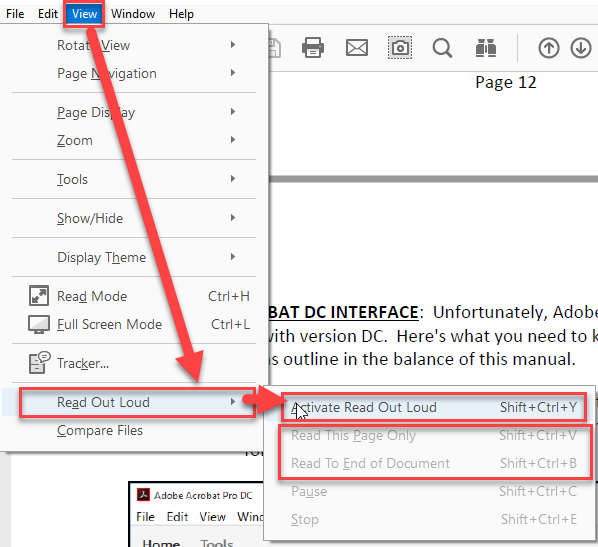 File Edit View Window Help
Rotate View
Page Navigation
Page 12
Page Display
Zoom
Tools
Show/Hide
Display Theme
Read Mode Ctrl+H
BAT DC INTERFACE: Unfortunately, Adobe
Full Screen Mode Ctrl+L
with version DC. Here's what you need to k
Tracker...
s outline in the balance of this manual.
Read Out Loud
Activate Read Out Loud Shift+Ctrl+Y
Compare Files
Read This Page Only Shift+Ctrl+V
Read To End of Document Shift+Ctrl+B
Pause Shift+Ctrl+C
Stop Shift+Ctrl+E
Adobe Acrobat Pro DC
File Edit View Windo
Home Tools